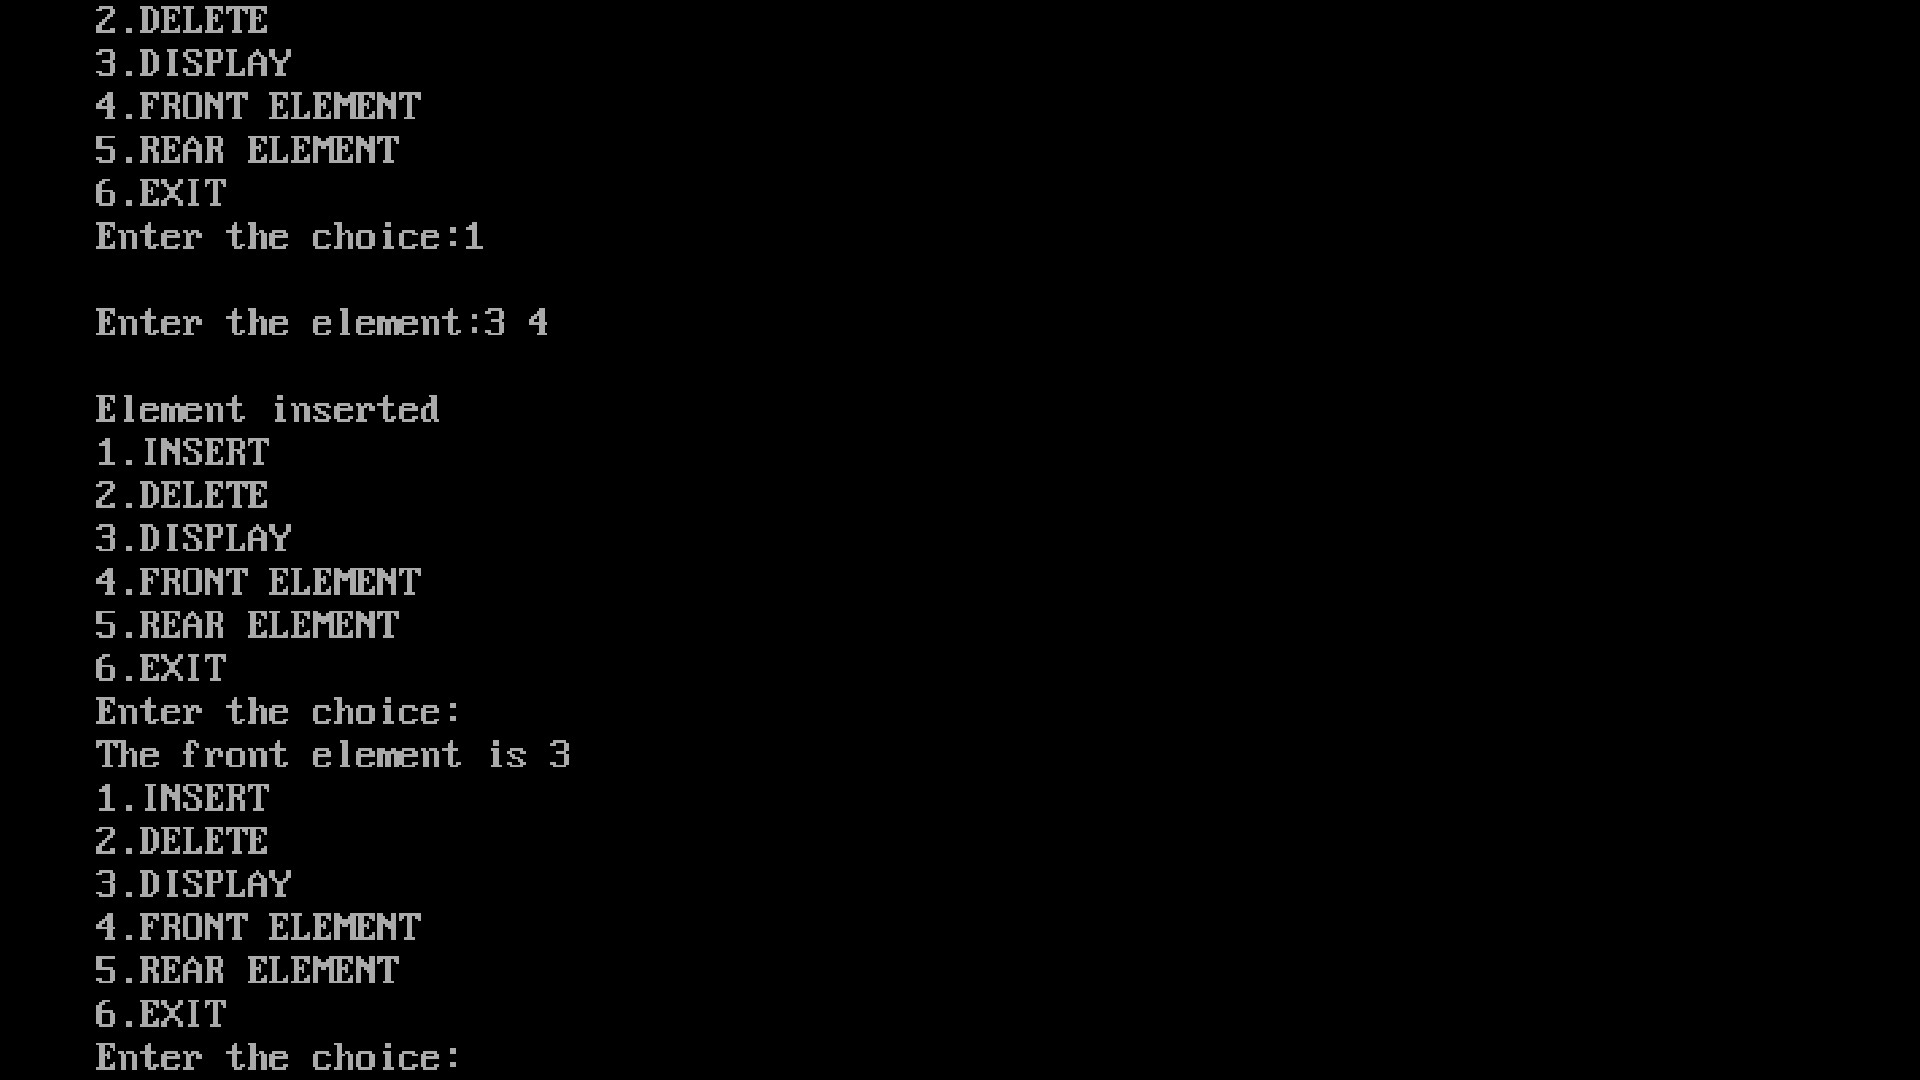 2.DELETE
3.DISPLAY
4.FRONT ELEMENT
5.REAR ELEMENT
6.EXIT
Enter the choice:1
Enter the element:3 4
Element inserted
1.INSERT
2.DELETE
3.DISPLAY
4.FRONT ELEMENT
5.REAR ELEMENT
6.EXIT
Enter the choice:
The front element is 3
1.INSERT
2.DELETE
3.DISPLAY
4.FRONT ELEMENT
5.REAR ELEMENT
6.EXIT
Enter the choice: